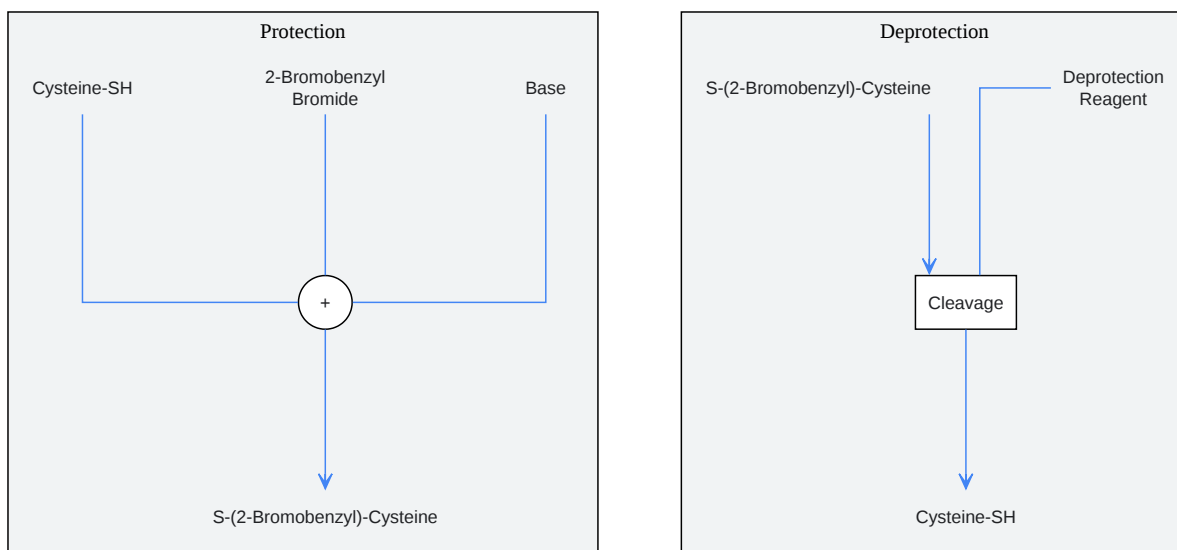 Protection
Cysteine-SH
2-Bromobenzyl
Bromide
Base
+
S-(2-Bromobenzyl)-Cysteine
Deprotection
S-(2-Bromobenzyl)-Cysteine
Deprotection
Reagent
Cleavage
Cysteine-SH